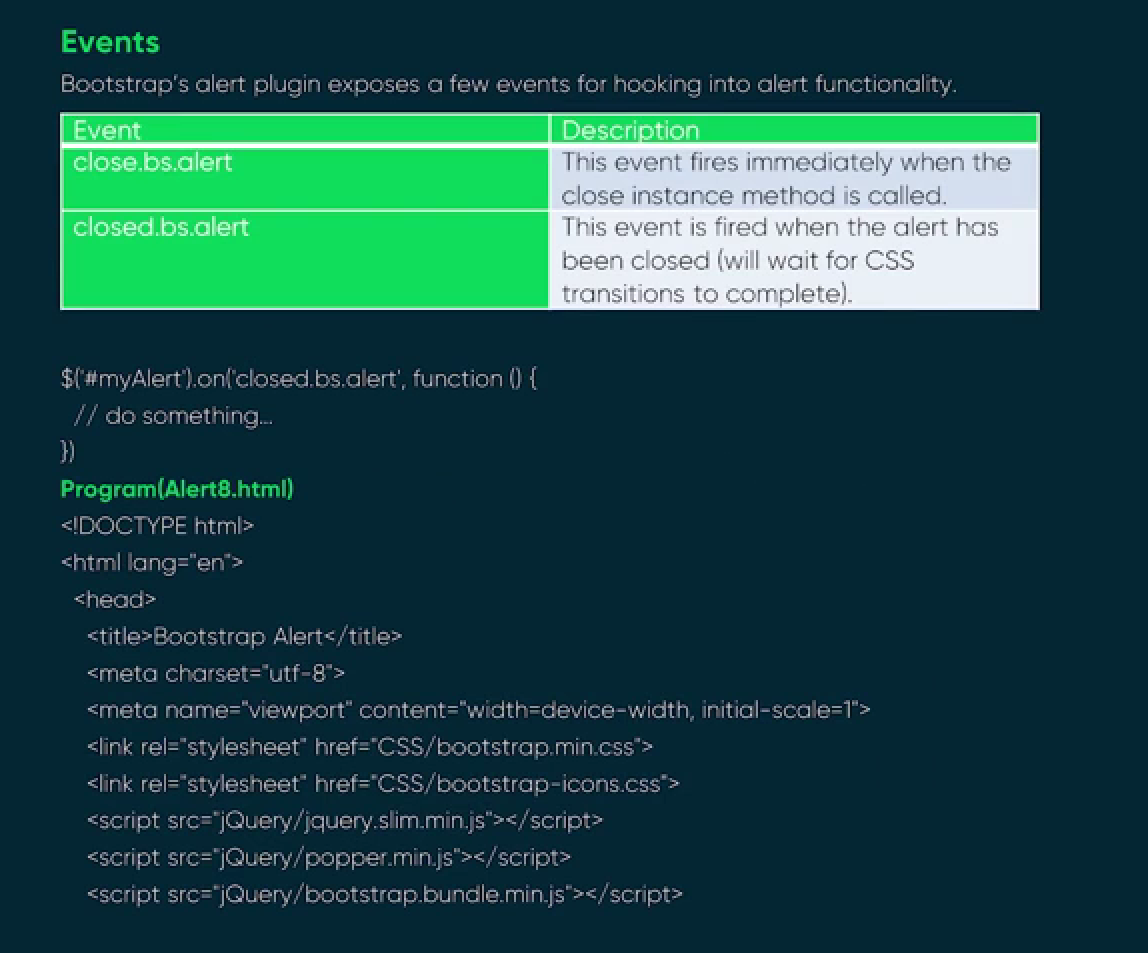 Events
Bootstrap's alert plugin exposes a few events for hooking into alert functionality.
Event Description
close.bs.alert This event fires immediately when the
close instance method is called.
closed.bs.alert This event is fired when the alert has
been closed (will wait for CSS
transitions to complete).
$('#myAlert').on('closed.bs.alert', function () {
// do something...
})
Program(Alert8.html)
<!DOCTYPE html>
<html lang="en">
<head>
<title>Bootstrap Alert</title>
<meta charset="utf-8">
<meta name="viewport" content="width=device-width, initial-scale=1">
<link rel="stylesheet" href="CSS/bootstrap.min.css">
<link rel="stylesheet" href="CSS/bootstrap-icons.css">
<script src="jQuery/jquery.slim.min.js"></script>
<script src="jQuery/popper.min.js"></script>
<script src="jQuery/bootstrap.bundle.min.js"></script>